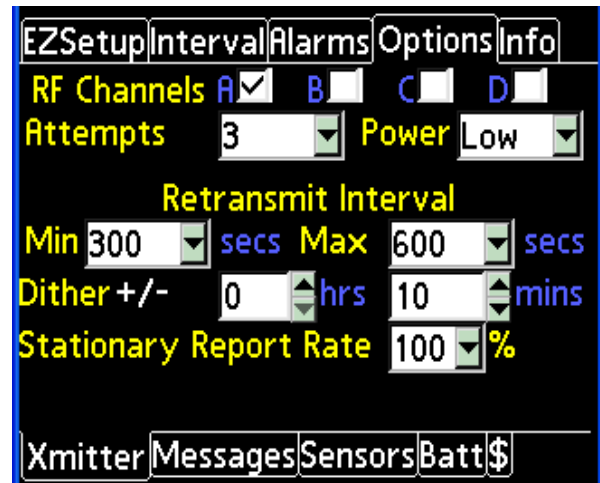 EZSetup Interval Alarms Options Info
RF Channels A B C D
Attempts 3 Power Low
Retransmit Interval
Min 300 secs Max 600 secs
Dither +/- 0 hrs 10 mins
Stationary Report Rate 100 %
Xmitter Messages Sensors Batt $